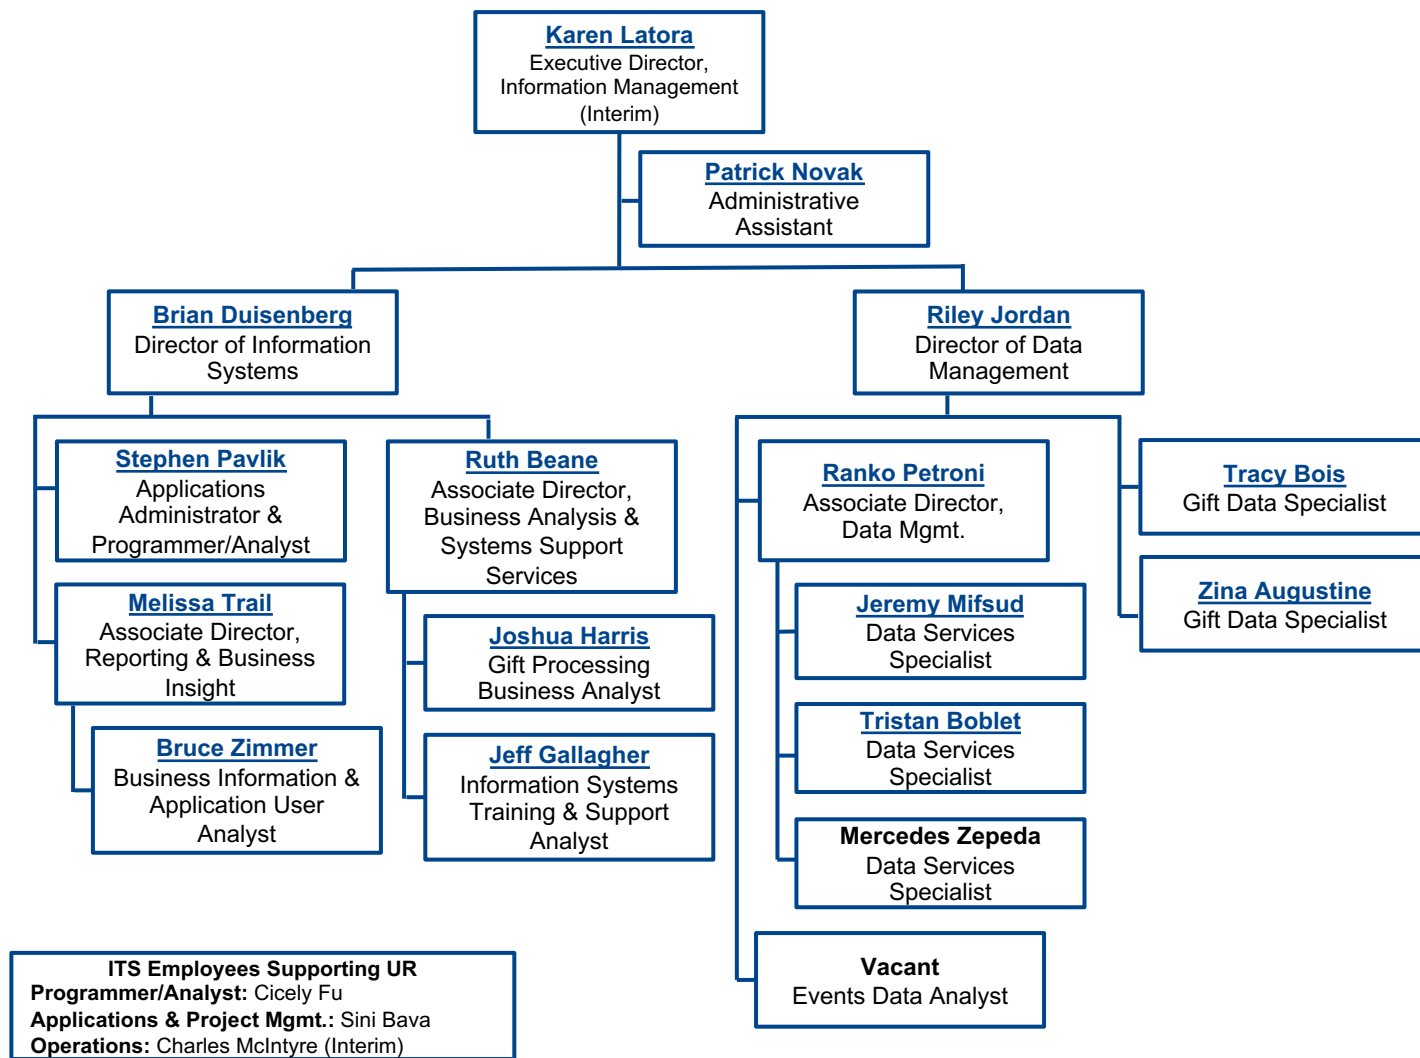 Karen Latora
Executive Director,
Information Management
(Interim)
Patrick Novak
Administrative
Assistant
Brian Duisenberg
Director of Information
Systems
Riley Jordan
Director of Data
Management
Stephen Pavlik
Applications
Administrator &
Programmer/Analyst
Melissa Trail
Associate Director,
Reporting & Business
Insight
Bruce Zimmer
Business Information &
Application User
Analyst
Ruth Beane
Associate Director,
Business Analysis &
Systems Support
Services
Joshua Harris
Gift Processing
Business Analyst
Jeff Gallagher
Information Systems
Training & Support
Analyst
Ranko Petroni
Associate Director,
Data Mgmt.
Jeremy Mifsud
Data Services
Specialist
Tristan Boblet
Data Services
Specialist
Mercedes Zepeda
Data Services
Specialist
Vacant
Events Data Analyst
Tracy Bois
Gift Data Specialist
Zina Augustine
Gift Data Specialist
ITS Employees Supporting UR
Programmer/Analyst: Cicely Fu
Applications & Project Mgmt.: Sini Bava
Operations: Charles McIntyre (Interim)